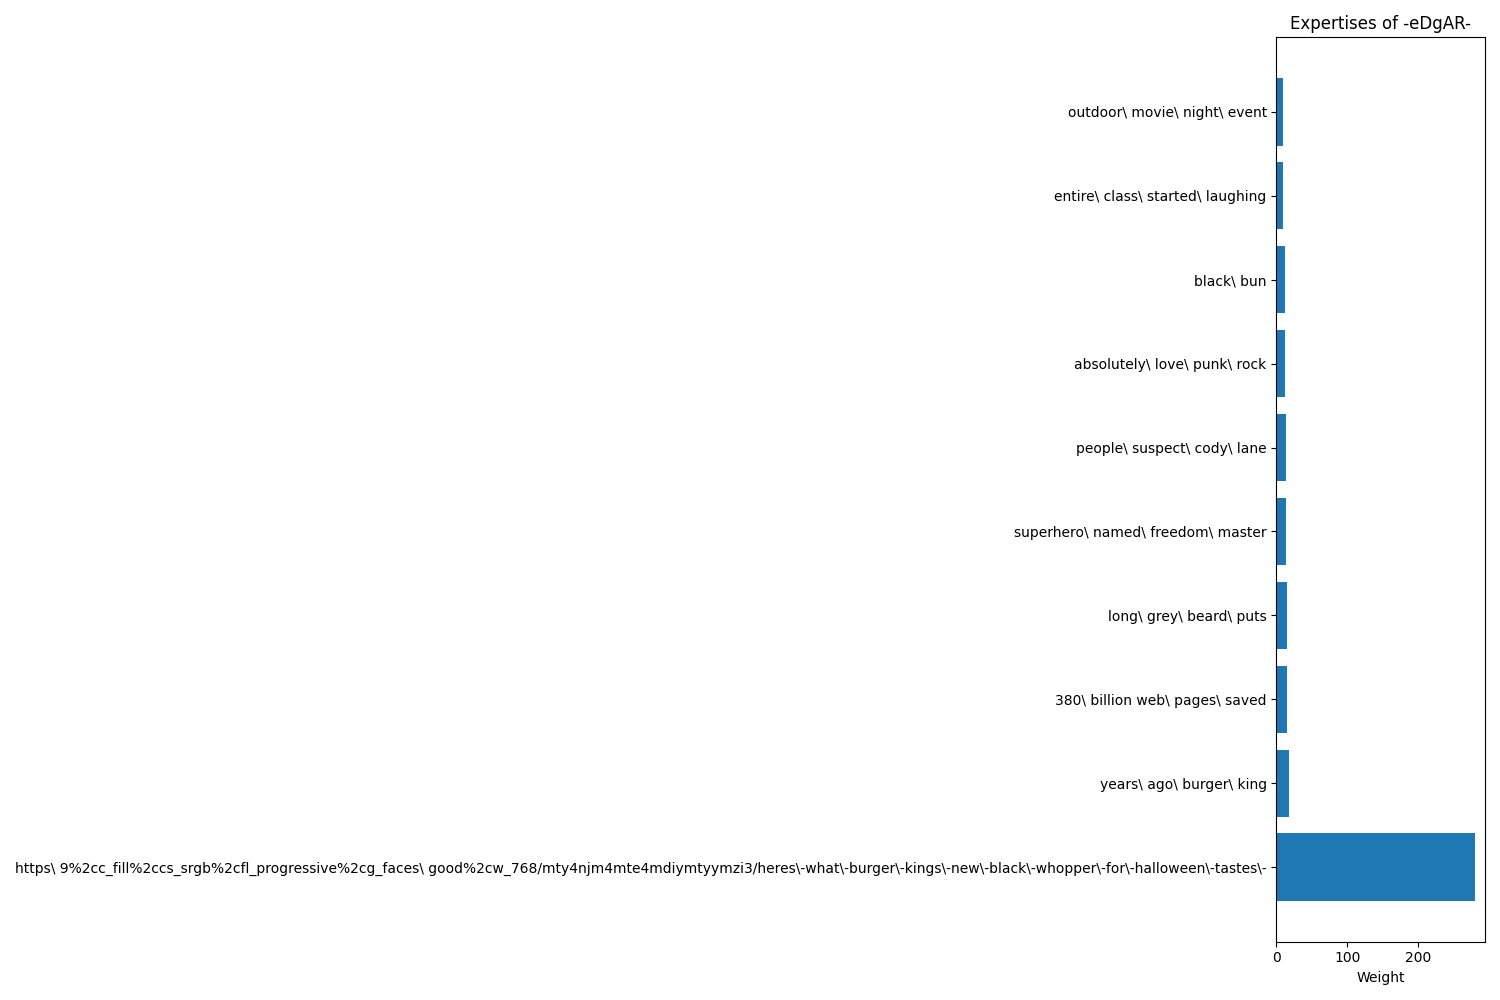 Expertises of -eDgAR-
outdoor\ movie\ night\ event
entire\ class\ started\ laughing
black\ bun
absolutely\ love\ punk\ rock
people\ suspect\ cody\ lane
superhero\ named\ freedom\ master
long\ grey\ beard\ puts
380\ billion web\ pages\ saved
years\ ago\ burger\ king
https\ 9%2cc_fill%2ccs_srgb%2cfl_progressive%2cg_faces\ good%2cw_768/mty4njm4mte4mdiymtyymzi3/heres\-what\-burger\-kings\-new\-black\-whopper\-for\-halloween\-tastes\-
0 100 200
Weight